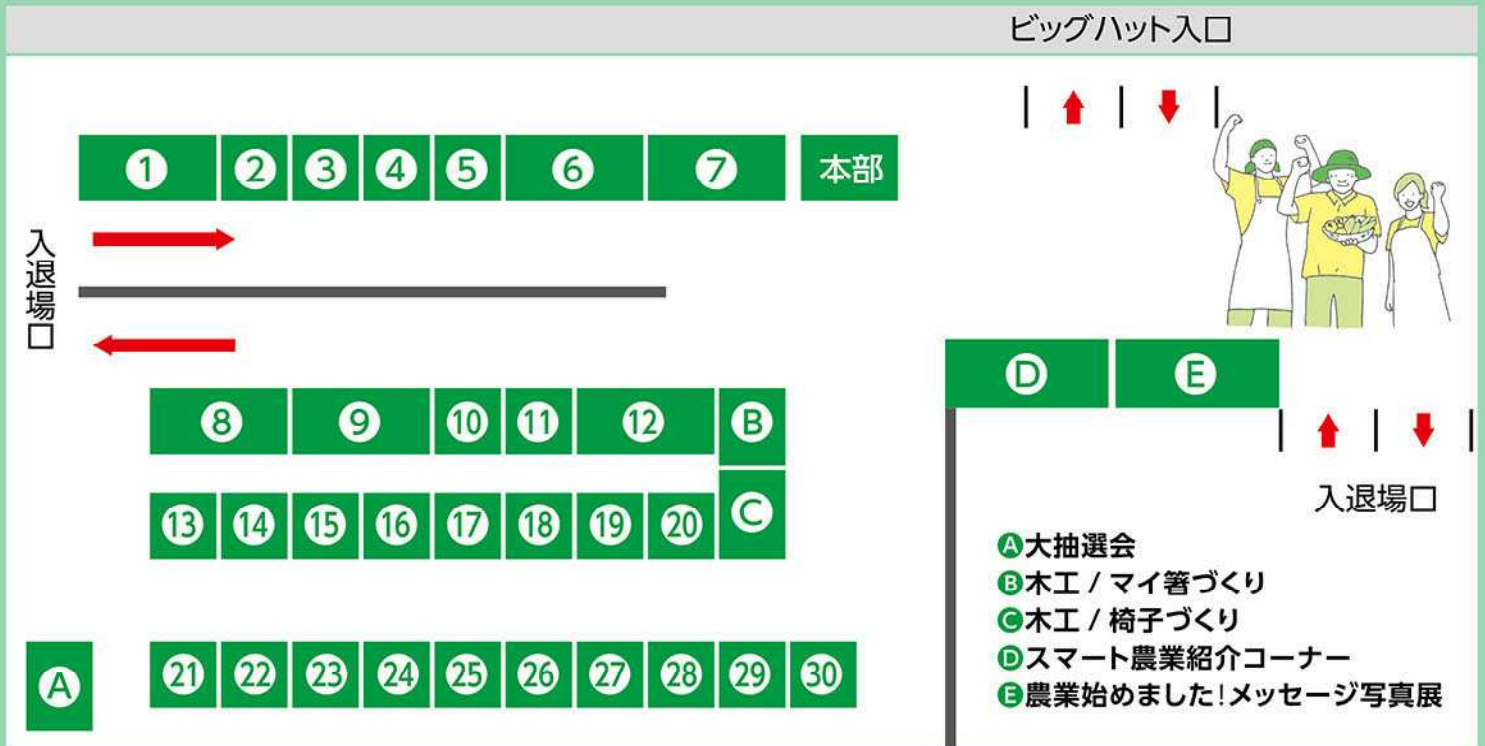 ビッグハット入口
1 2 3 4 5 6 7 本部
入退場口
8 9 10 11 12 B
13 14 15 16 17 18 19 20 C
A 21 22 23 24 25 26 27 28 29 30
D E
入退場口
A大抽選会
B木工 / マイ箸づくり
C木工 / 椅子づくり
Dスマート農業紹介コーナー
E農業始めました!メッセージ写真展